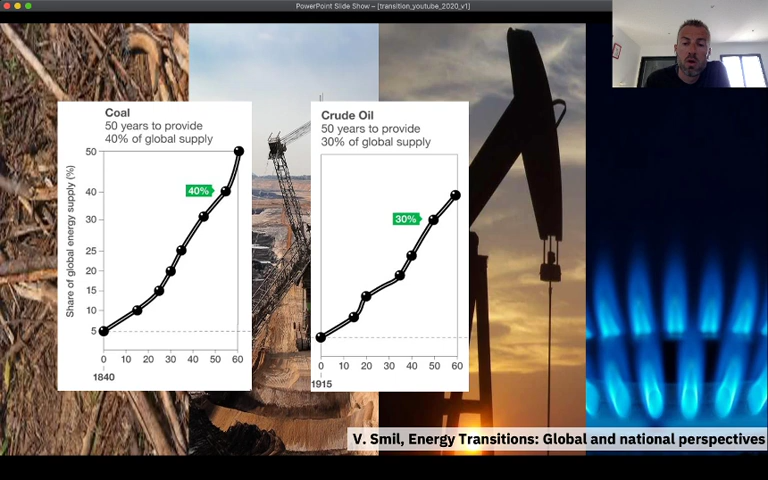 PowerPoint Slide Show – [transition_youtube_2020_v1]
Coal
50 years to provide
40% of global supply
Share of global energy supply (%)
50
40
30
25
20
15
10
5
40%
0 10 20 30 40 50 60
1840
Crude Oil
50 years to provide
30% of global supply
30%
0 10 20 30 40 50 60
1915
V. Smil, Energy Transitions: Global and national perspectives